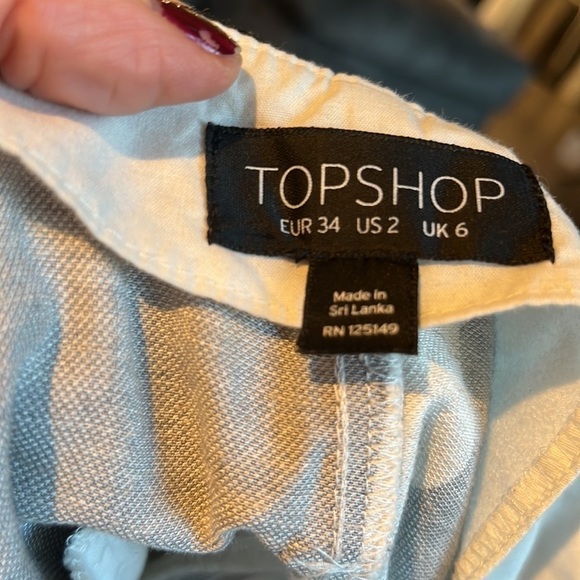 TOPSHOP
EUR 34 US 2 UK 6
Made in
Sri Lanka
RN 125149